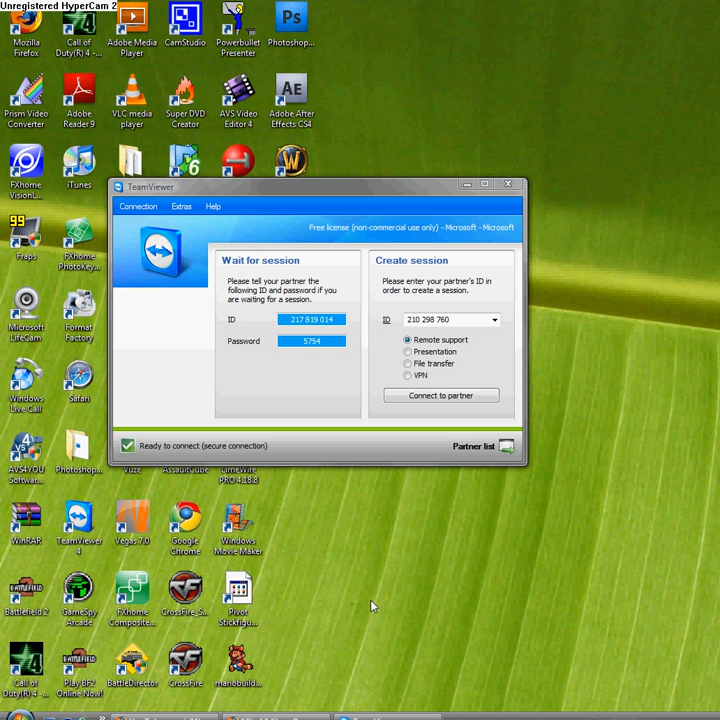 Unregistered HyperCam 2
Mozilla Firefox
Call of Duty(R) 4 -...
Adobe Media Player
CamStudio
Powerbullet Presenter
Photoshop...
Prism Video Converter
Adobe Reader 9
VLC media player
Super DVD Creator
AVS Video Editor 4
Adobe After Effects CS4
FXhome VisionL...
iTunes
99
Fraps
FXhome PhotoKey...
Microsoft LifeCam
Format Factory
Windows Live Call
Safari
AVS4YOU Softwar...
Photoshop...
Vuze
AssaultCube
LimeWire PRO 4.18.8
WinRAR
TeamViewer 4
Vegas 7.0
Google Chrome
Windows Movie Maker
Battlefield 2
GameSpy Arcade
FXhome Composite...
CrossFire_S...
Pivot Stickfigu...
Call of Duty(R) 4 -...
Play BF2 Online Now!
BattleDirector
CrossFire
mariobuild...
TeamViewer
Connection Extras Help
Free license (non-commercial use only) - Microsoft - Microsoft
Wait for session
Please tell your partner the
following ID and password if you
are waiting for a session.
ID 217 819 014
Password 5754
Create session
Please enter your partner's ID in
order to create a session.
ID 210 298 760
Remote support
Presentation
File transfer
VPN
Connect to partner
Ready to connect (secure connection)
Partner list